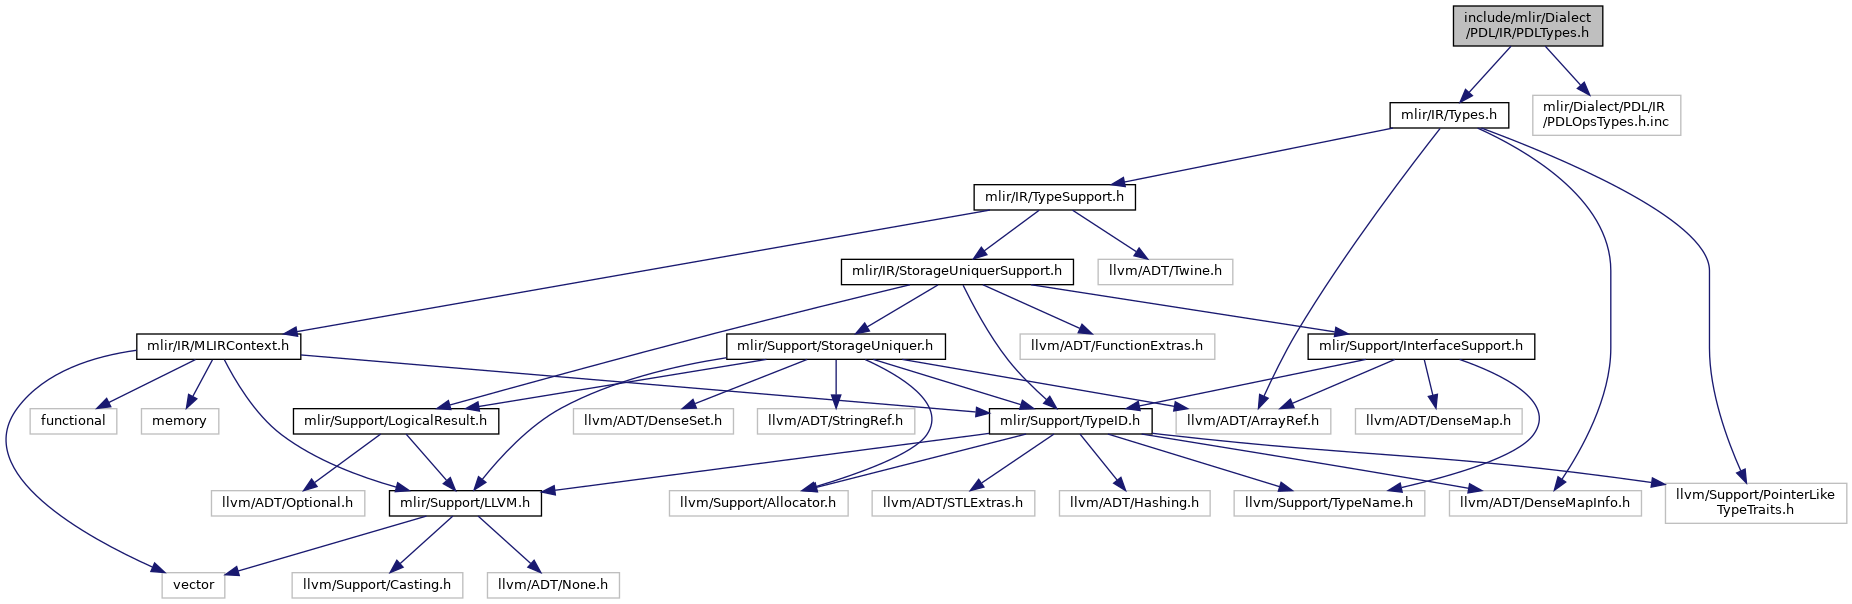 include/mlir/Dialect
/PDL/IR/PDLTypes.h
mlir/IR/Types.h
mlir/Dialect/PDL/IR
/PDLOpsTypes.h.inc
mlir/IR/TypeSupport.h
mlir/IR/StorageUniquerSupport.h
llvm/ADT/Twine.h
mlir/IR/MLIRContext.h
mlir/Support/StorageUniquer.h
llvm/ADT/FunctionExtras.h
mlir/Support/InterfaceSupport.h
functional
memory
mlir/Support/LogicalResult.h
llvm/ADT/DenseSet.h
llvm/ADT/StringRef.h
mlir/Support/TypeID.h
llvm/ADT/ArrayRef.h
llvm/ADT/DenseMap.h
llvm/ADT/Optional.h
mlir/Support/LLVM.h
llvm/Support/Allocator.h
llvm/ADT/STLExtras.h
llvm/ADT/Hashing.h
llvm/Support/TypeName.h
llvm/ADT/DenseMapInfo.h
llvm/Support/PointerLike
TypeTraits.h
vector
llvm/Support/Casting.h
llvm/ADT/None.h